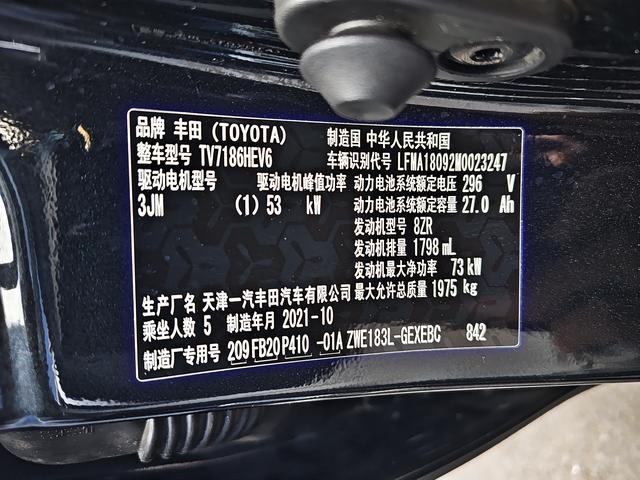 品牌 丰田 (TOYOTA) 制造国 中华人民共和国
整车型号 TV7186HEV6 车辆识别代号 LFMA18092M0023247
驱动电机型号 驱动电机峰值功率 动力电池系统额定电压 296 V
3JM (1) 53 kW 动力电池系统额定容量 27.0 Ah
发动机型号 8ZR
发动机排量 1798 mL
发动机最大净功率 73 kW
生产厂名 天津一汽丰田汽车有限公司 最大允许总质量 1975 kg
乘坐人数 5 制造年月 2021-10
制造厂专用号 209 FB20 P410 -01A ZWE183L-GEXEBC 842